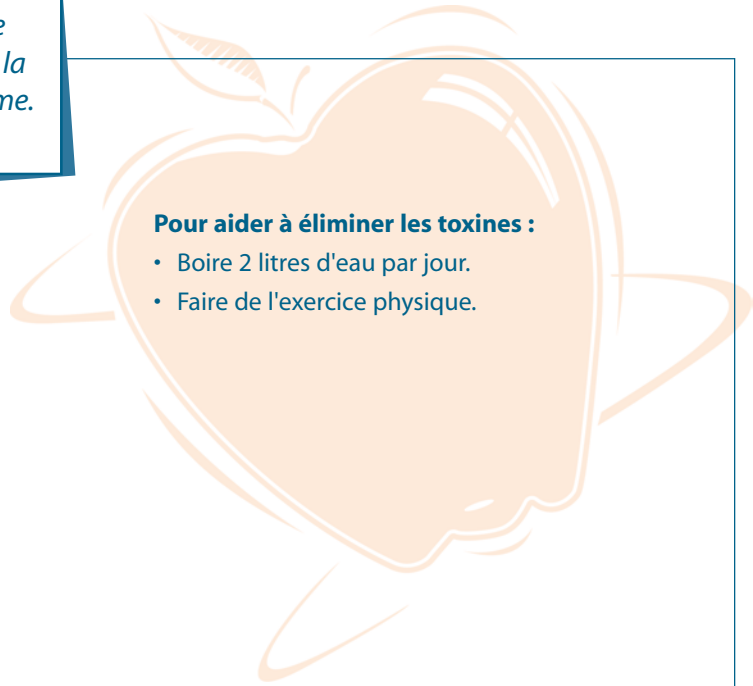 la
me.
Pour aider à éliminer les toxines :
• Boire 2 litres d'eau par jour.
• Faire de l'exercice physique.